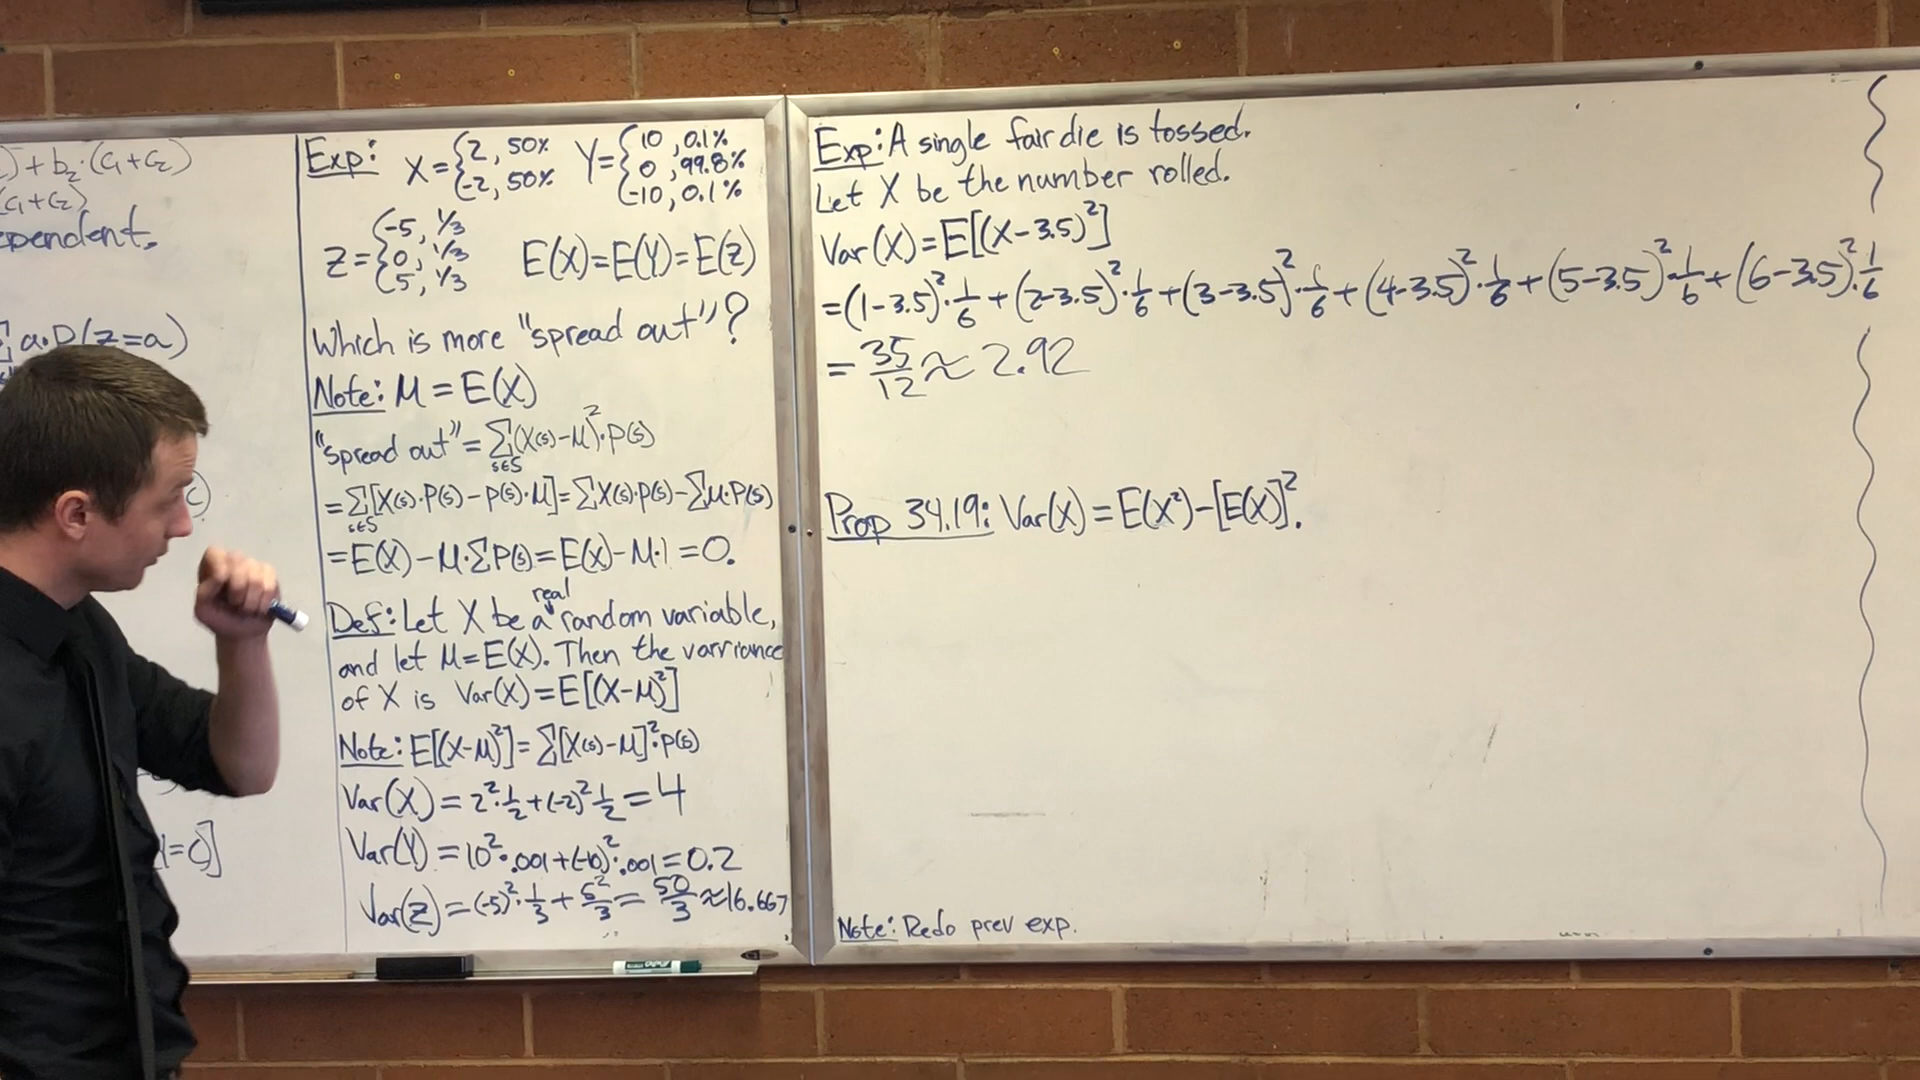 ) + b₂·(c₁+c₂)
(c₁+c₂)
ependent.
a·P(z=a)
c)
=c]
Exp: X={2, 50% Y={10, 0.1%
-2, 50% 0, 99.8%
-10, 0.1%
Z={-5, 1/3
0, 1/3
5, 1/3
E(X)=E(Y)=E(Z)
Which is more "spread out"?
Note: μ = E(X)
"spread out" = Σ_{s∈S} (X(s)-μ)²·P(s)
= Σ_{s∈S} [X(s)·P(s) - P(s)·μ] = ΣX(s)·P(s) - Σμ·P(s)
= E(X) - μ·ΣP(s) = E(X) - μ·1 = 0.
Def: Let X be a real random variable,
and let μ=E(X). Then the varriance
of X is Var(X) = E[(X-μ)²]
Note: E[(X-μ)²] = Σ[X(s)-μ]²·P(s)
Var(X) = 2²·1/2 + (-2)²·1/2 = 4
Var(Y) = 10²·.001 + (-10)²·.001 = 0.2
Var(Z) = (-5)²·1/3 + 5²/3 = 50/3 ≈ 16.667
Exp: A single fair die is tossed.
Let X be the number rolled.
Var(X) = E[(X-3.5)²]
= (1-3.5)²·1/6 + (2-3.5)²·1/6 + (3-3.5)²·1/6 + (4-3.5)²·1/6 + (5-3.5)²·1/6 + (6-3.5)²·1/6
= 35/12 ≈ 2.92
Prop 34.19: Var(X) = E(X²) - [E(X)]².
Note: Redo prev exp.